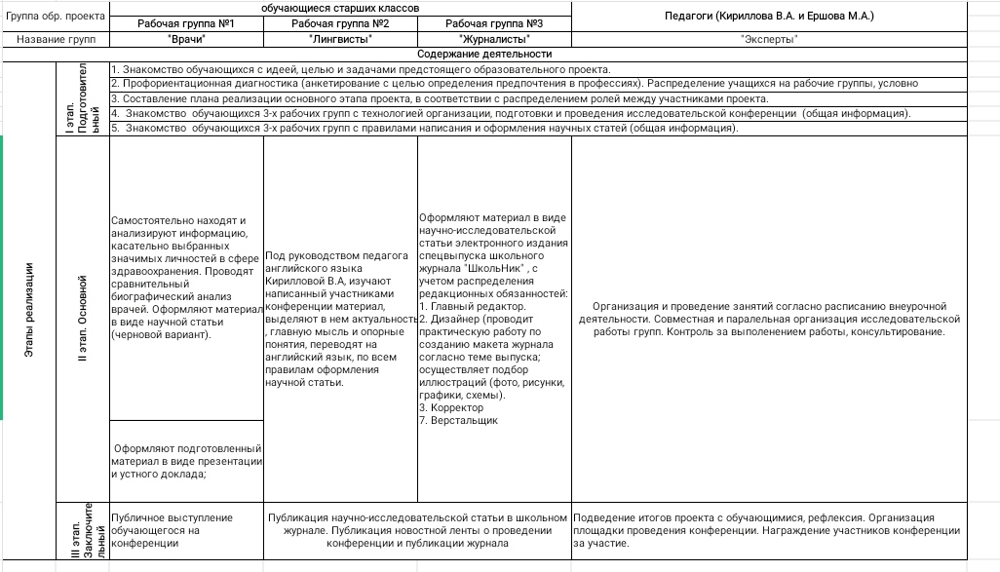 Группа обр. проекта
обучающиеся старших классов
Педагоги (Кириллова В.А. и Ершова М.А.)
Рабочая группа №1
Рабочая группа №2
Рабочая группа №3
Название групп
"Врачи"
"Лингвисты"
"Журналисты"
"Эксперты"
Содержание деятельности
Этапы реализации
I этап.
Подготовител
ьный
1. Знакомство обучающихся с идеей, целью и задачами предстоящего образовательного проекта.
2. Профориентационная диагностика (анкетирование с целью определения предпочтения в профессиях). Распределение учащихся на рабочие группы, условно
3. Составление плана реализации основного этапа проекта, в соответствии с распределением ролей между участниками проекта.
4. Знакомство обучающихся 3-х рабочих групп с технологией организации, подготовки и проведения исследовательской конференции (общая информация).
5. Знакомство обучающихся 3-х рабочих групп с правилами написания и оформления научных статей (общая информация).
II этап. Основной
Самостоятельно находят и
анализируют информацию,
касательно выбранных
значимых личностей в сфере
здравоохранения. Проводят
сравнительный
биографический анализ
врачей. Оформляют материал
в виде научной статьи
(черновой вариант).
Оформляют подготовленный
материал в виде презентации
и устного доклада;
Под руководством педагога
английского языка
Кирилловой В.А, изучают
написанный участниками
конференции материал,
выделяют в нем актуальность
, главную мысль и опорные
понятия, переводят на
английский язык, по всем
правилам оформления
научной статьи.
Оформляют материал в виде
научно-исследовательской
статьи электронного издания
спецвыпуска школьного
журнала "ШкольНик" , с
учетом распределения
редакционных обязанностей:
1. Главный редактор.
2. Дизайнер (проводит
практическую работу по
созданию макета журнала
согласно теме выпуска;
осуществляет подбор
иллюстраций (фото, рисунки,
графики, схемы).
3. Корректор
7. Верстальщик
Организация и проведение занятий согласно расписанию внеурочной
деятельности. Совместная и паралельная организация исследовательской
работы групп. Контроль за выполенением работы, консультирование.
III этап.
Заключите
льный
Публичное выступление
обучающегося на
конференции
Публикация научно-исследовательской статьи в школьном
журнале. Публикация новостной ленты о проведении
конференции и публикации журнала
Подведение итогов проекта с обучающимися, рефлексия. Организация
площадки проведения конференции. Награждение участников конференции
за участие.